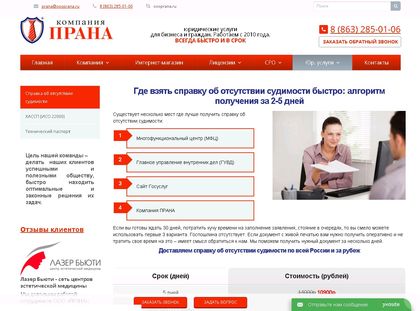 prana@oooprana.ru
8 (863) 285-01-06
oooprana.ru
КОМПАНИЯ
ПРАНА
юридические услуги
для бизнеса и граждан. Работаем с 2010 года.
ВСЕГДА БЫСТРО И В СРОК
8 (863) 285-01-06
ЗАКАЗАТЬ ОБРАТНЫЙ ЗВОНОК
Главная
Компания
Интернет-магазин
Лицензии
СРО
Юр. услуги
Контакты
Справка об отсутствии
судимости
ХАССП (ИСО 22000)
Технический паспорт
Цель нашей команды –
делать наших клиентов
успешными и
полезными обществу,
быстро находить
оптимальные и
законные решения их
задач.
Отзывы клиентов
ЛАЗЕР БЬЮТИ
Лазер Бьюти - сеть центров
эстетической медицины
Где взять справку об отсутствии судимости быстро: алгоритм
получения за 2-5 дней
Существует несколько мест где лучше получить справку об
отсутствии судимости:
1 Многофункциональный центр (МФЦ)
2 Главное управление внутренних дел (ГУВД)
3 Сайт Госуслуг
4 Компания ПРАНА
Если вы готовы ждать 30 дней, потратить кучу времени на заполнение заявления, стояние в очередях, то вы смело можете
использовать первые 3 варианта. Госпошлина отсутствует. Если документ с живой печатью вам нужно получить оперативно и не
тратить свое время на это – имеет смысл обратиться к нам. Мы поможем получить нужный документ за несколько дней.
Доставляем справку об отсутствии судимости по всей России и за рубеж
Срок (дней)
Стоимость (рублей)
5 дней
ЗАКАЗАТЬ ЗВОНОК
ЗАДАТЬ ВОПРОС
Отправьте нам сообщение